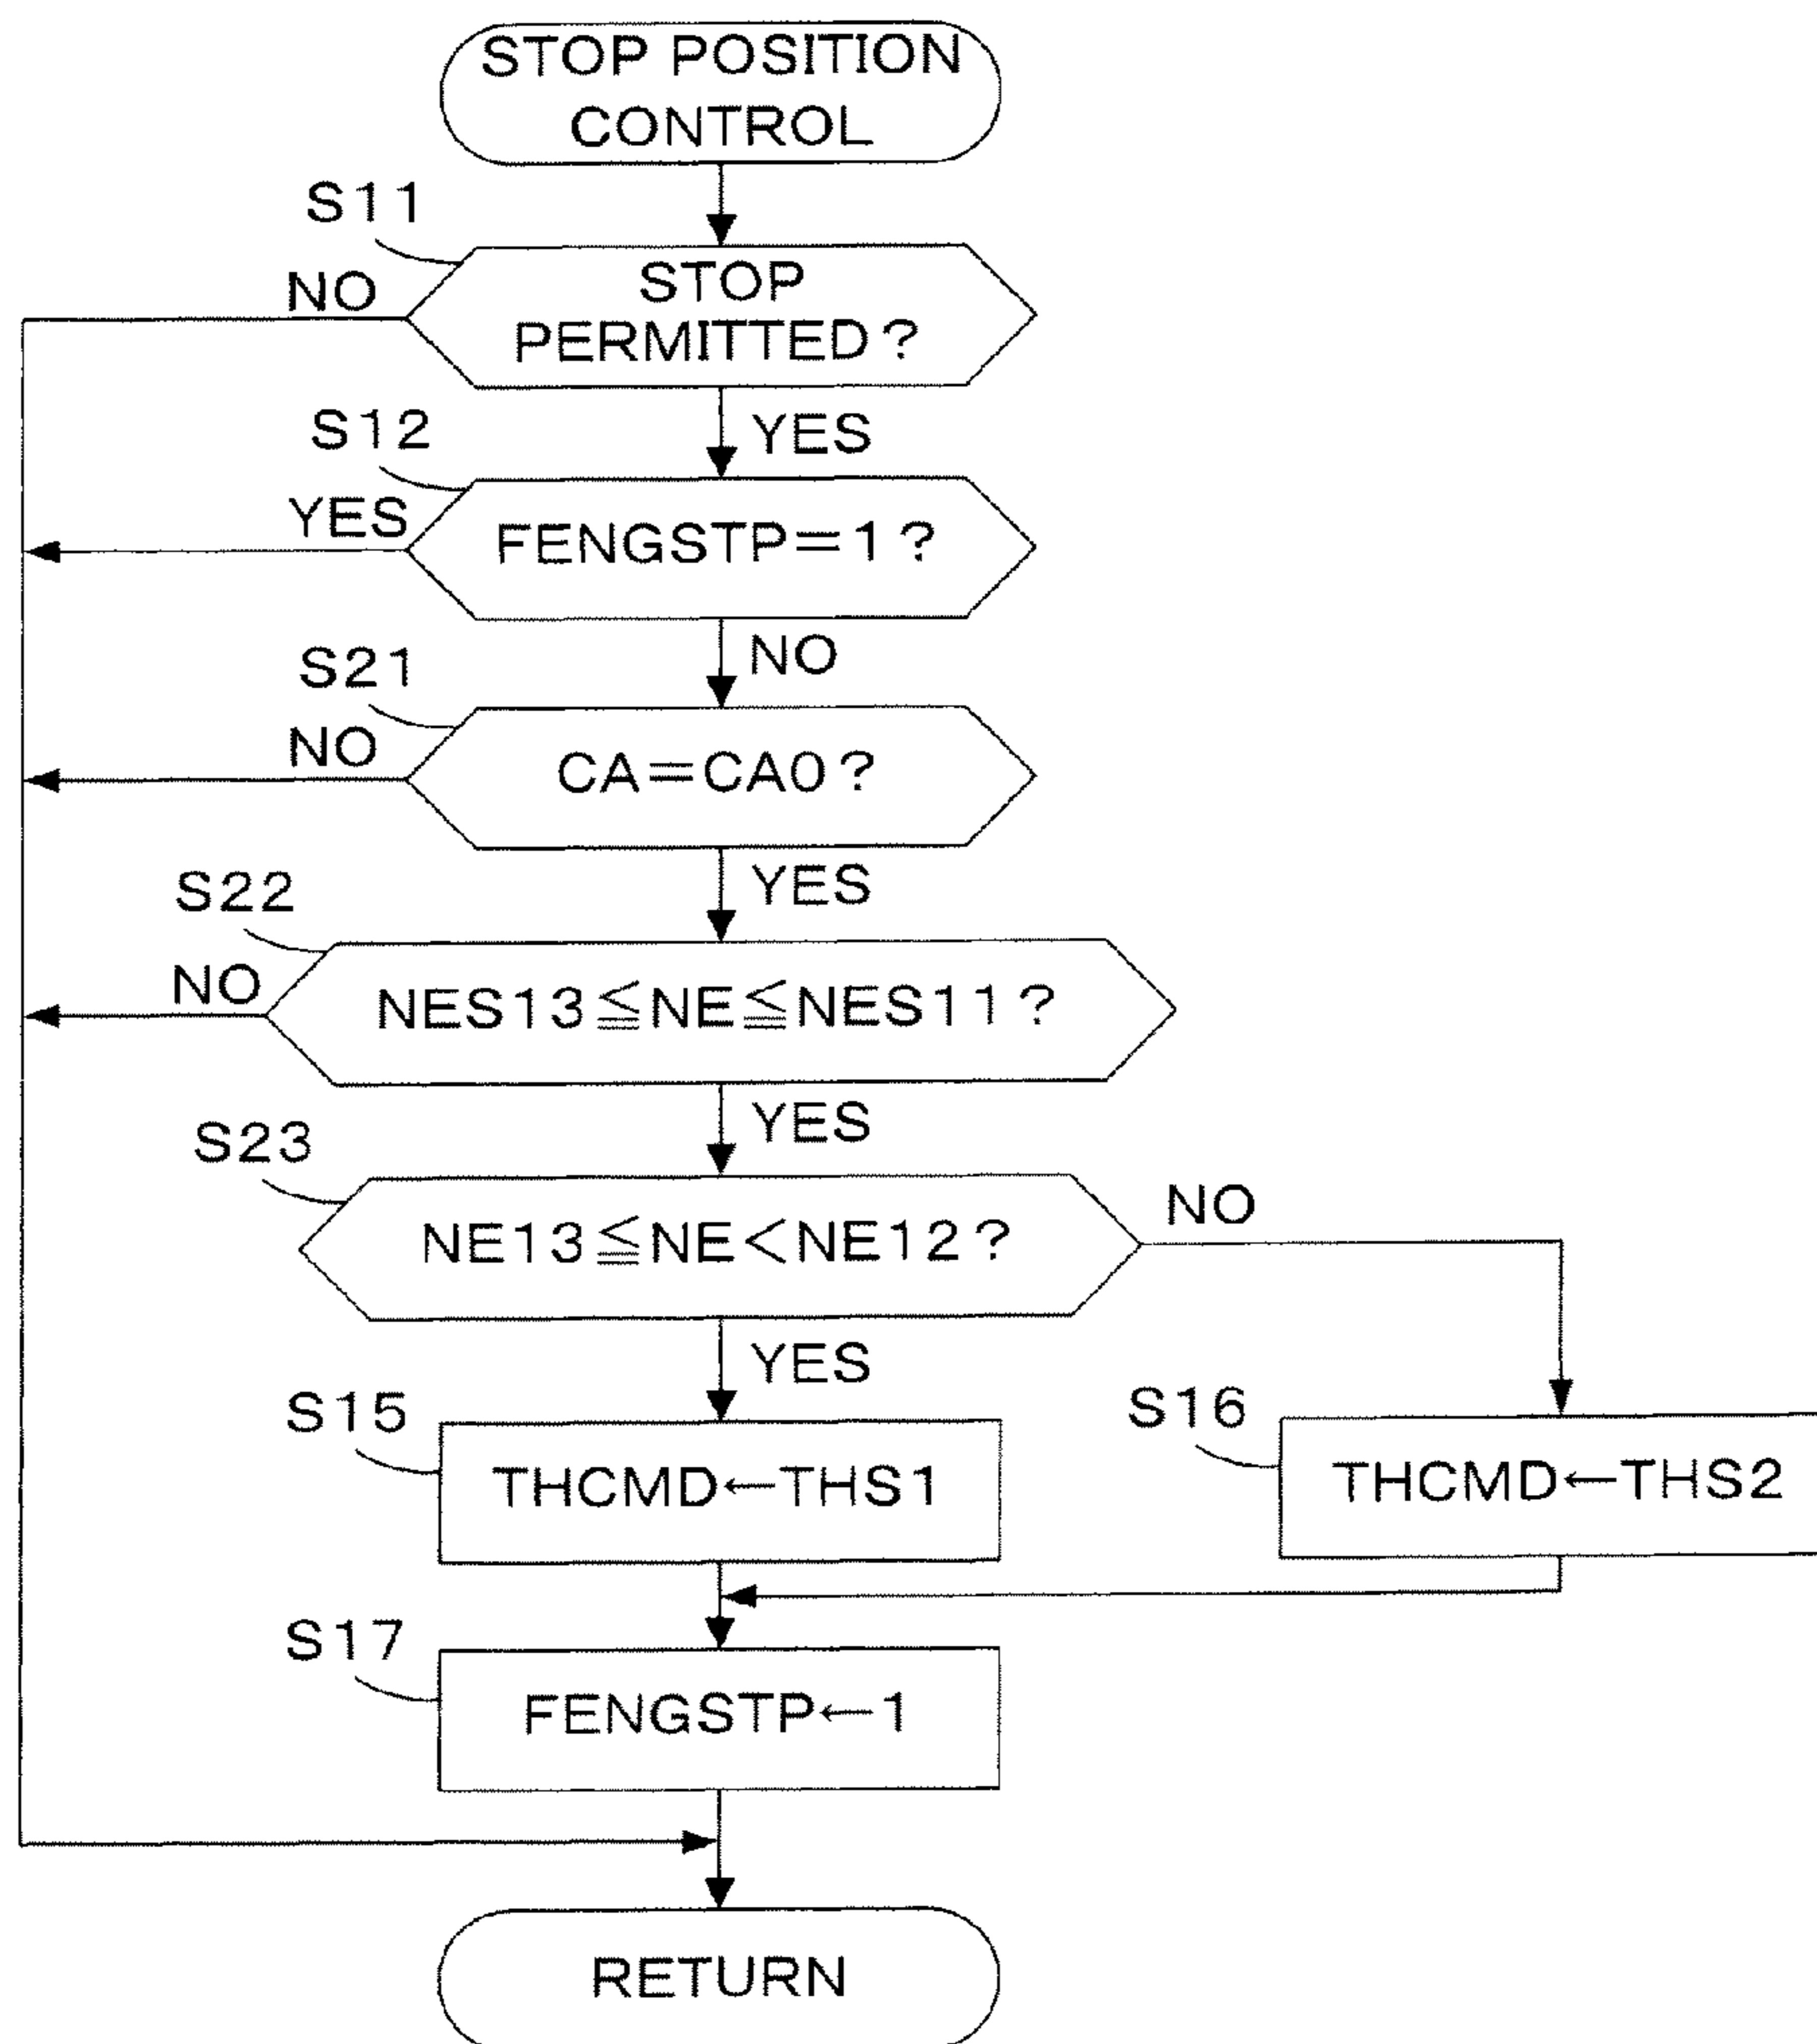 STOP POSITION
CONTROL
S11
NO
STOP
PERMITTED?
YES
S12
YES
FENGSTP=1?
NO
S21
NO
CA=CA0?
YES
S22
NO
NES13≦NE≦NES11?
YES
S23
NE13≦NE<NE12?
NO
YES
S15
THCMD←THS1
S16
THCMD←THS2
S17
FENGSTP←1
RETURN